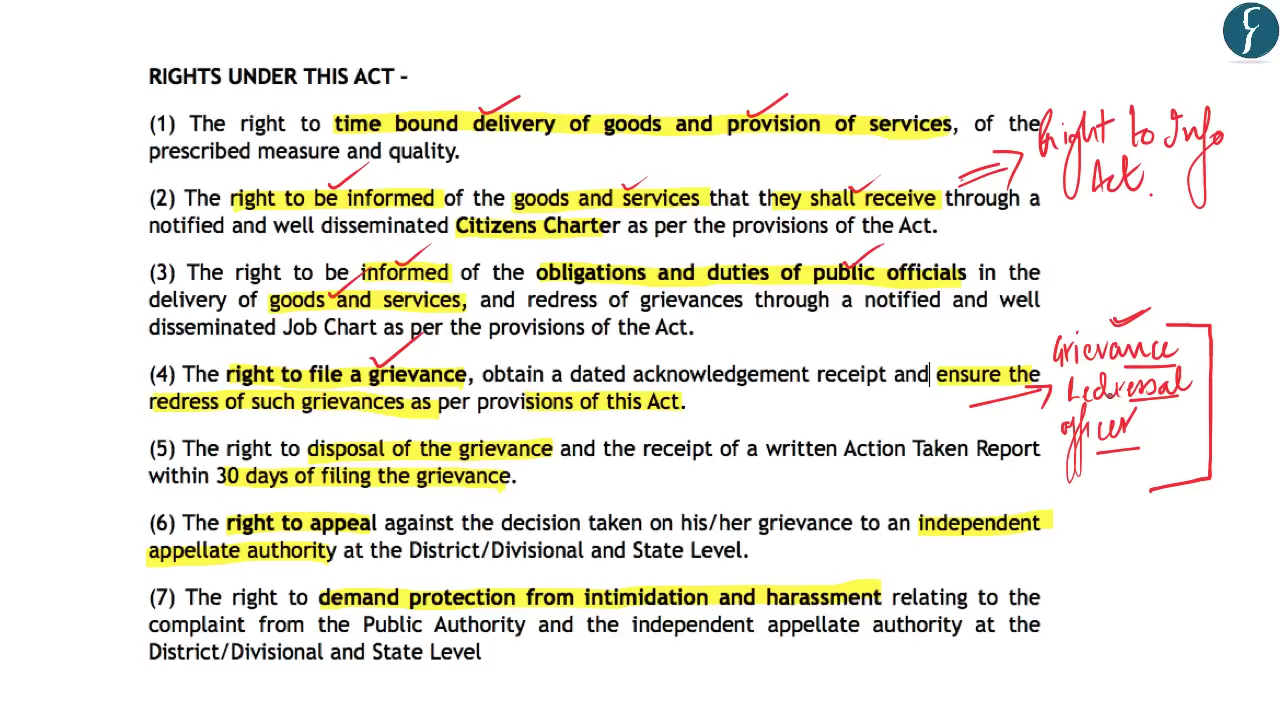 RIGHTS UNDER THIS ACT -
(1) The right to time bound delivery of goods and provision of services, of the
prescribed measure and quality.
Right to Info
Act.
(2) The right to be informed of the goods and services that they shall receive through a
notified and well disseminated Citizens Charter as per the provisions of the Act.
(3) The right to be informed of the obligations and duties of public officials in the
delivery of goods and services, and redress of grievances through a notified and well
disseminated Job Chart as per the provisions of the Act.
Grievance
Redressal
officer
(4) The right to file a grievance, obtain a dated acknowledgement receipt and ensure the
redress of such grievances as per provisions of this Act.
(5) The right to disposal of the grievance and the receipt of a written Action Taken Report
within 30 days of filing the grievance.
(6) The right to appeal against the decision taken on his/her grievance to an independent
appellate authority at the District/Divisional and State Level.
(7) The right to demand protection from intimidation and harassment relating to the
complaint from the Public Authority and the independent appellate authority at the
District/Divisional and State Level